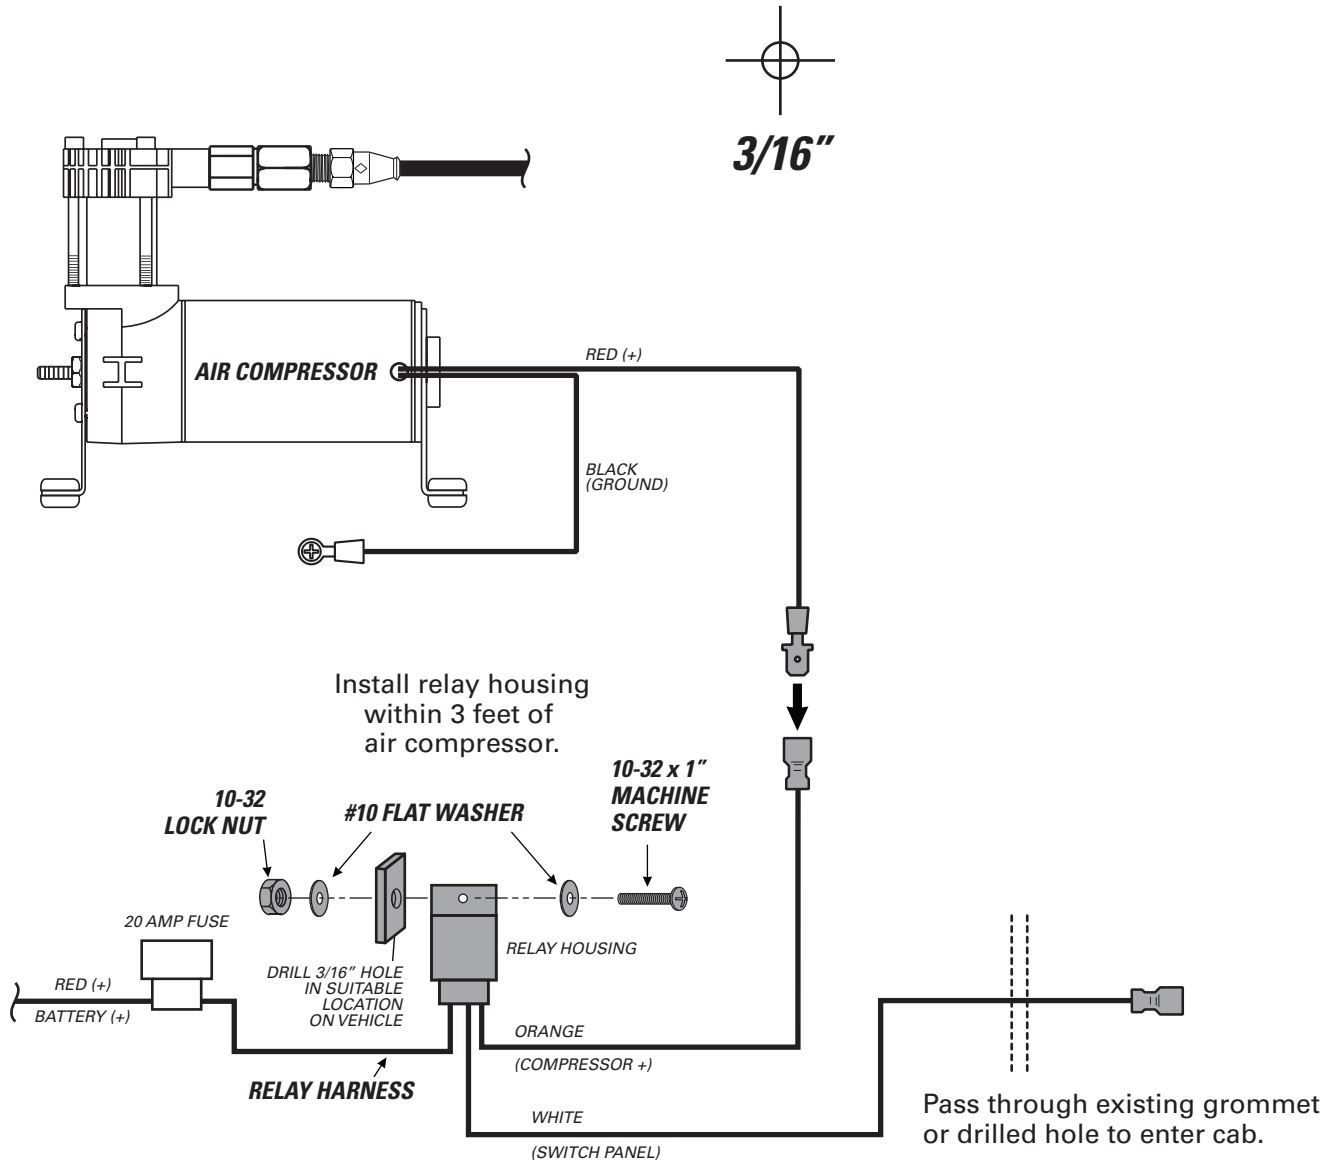 3/16”
RED (+)
AIR COMPRESSOR
BLACK
(GROUND)
Install relay housing
within 3 feet of
air compressor.
10-32 x 1”
MACHINE
SCREW
10-32
LOCK NUT
#10 FLAT WASHER
20 AMP FUSE
RELAY HOUSING
DRILL 3/16” HOLE
IN SUITABLE
LOCATION
ON VEHICLE
RED (+)
BATTERY (+)
ORANGE
(COMPRESSOR +)
RELAY HARNESS
WHITE
(SWITCH PANEL)
Pass through existing grommet
or drilled hole to enter cab.